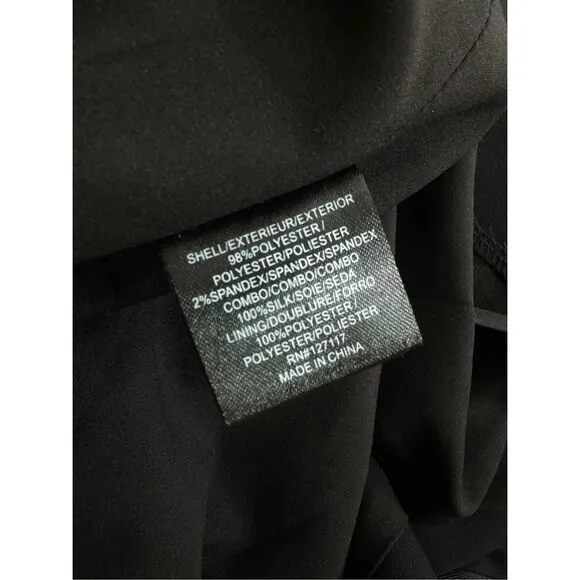 SHELL/EXTERIEUR/EXTERIOR
98%POLYESTER/
POLYESTER/POLIESTER
2%SPANDEX/SPANDEX/SPANDEX
COMBO/COMBO/COMBO
100%SILK/SOIE/SEDA
LINING/DOUBLURE/FORRO
100%POLYESTER/
POLYESTER/POLIESTER
RN#127117
MADE IN CHINA